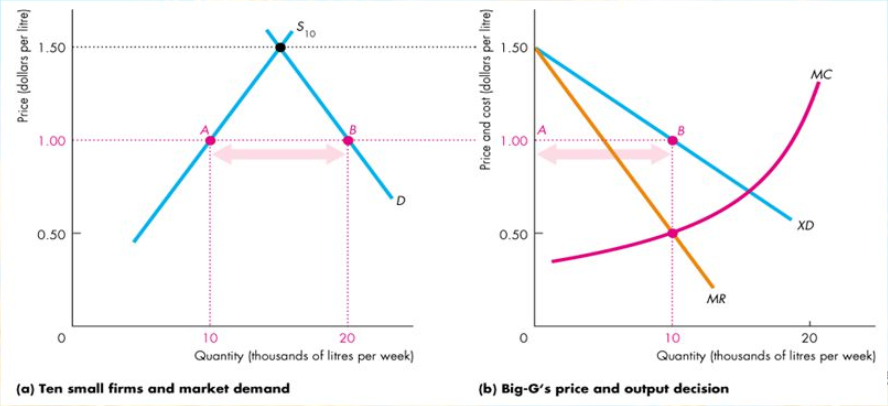 Price (dollars per litre)
1.50
1.00
0.50
0
10
20
S10
A
B
D
Quantity (thousands of litres per week)
(a) Ten small firms and market demand
Price and cost (dollars per litre)
1.50
1.00
0.50
0
10
20
MC
A
B
XD
MR
Quantity (thousands of litres per week)
(b) Big-G's price and output decision